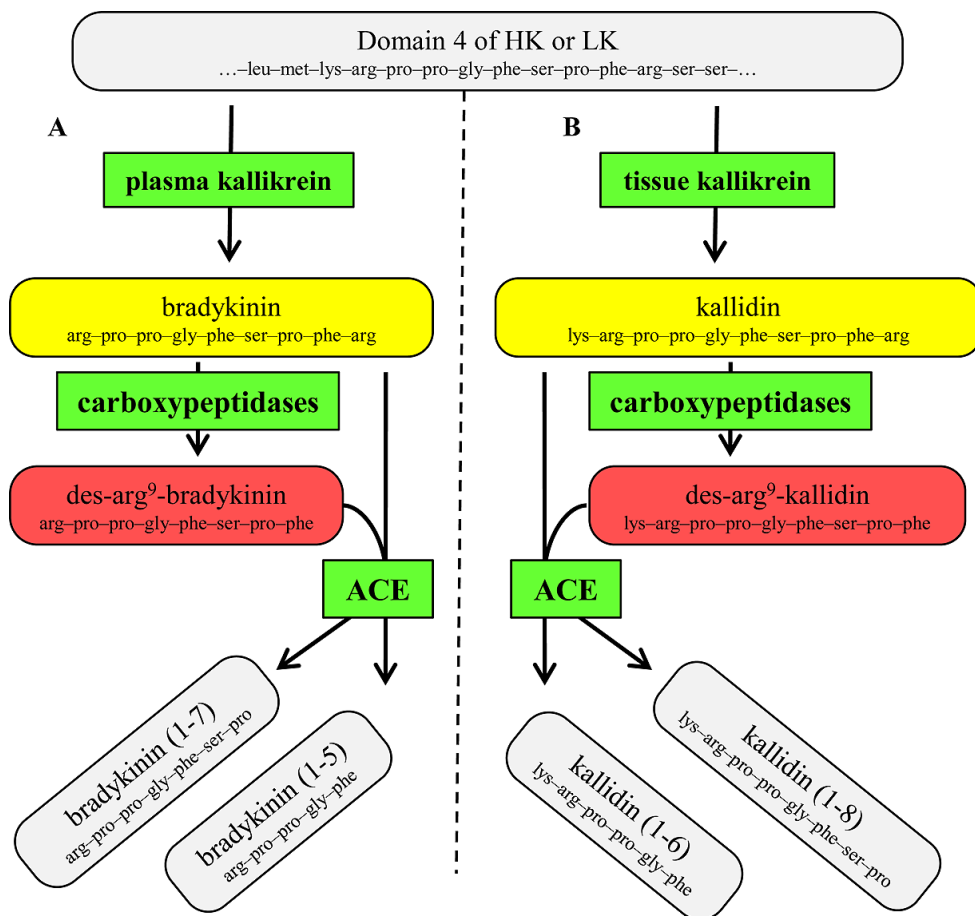 Domain 4 of HK or LK
…–leu–met–lys–arg–pro–pro–gly–phe–ser–pro–phe–arg–ser–ser–…
A
plasma kallikrein
bradykinin
arg–pro–pro–gly–phe–ser–pro–phe–arg
carboxypeptidases
des-arg⁹-bradykinin
arg–pro–pro–gly–phe–ser–pro–phe
ACE
bradykinin (1-7)
arg–pro–pro–gly–phe–ser–pro
bradykinin (1-5)
arg–pro–pro–gly–phe
B
tissue kallikrein
kallidin
lys–arg–pro–pro–gly–phe–ser–pro–phe–arg
carboxypeptidases
des-arg⁹-kallidin
lys–arg–pro–pro–gly–phe–ser–pro–phe
ACE
kallidin (1-6)
lys–arg–pro–pro–gly–phe
kallidin (1-8)
lys–arg–pro–pro–gly–phe–ser–pro